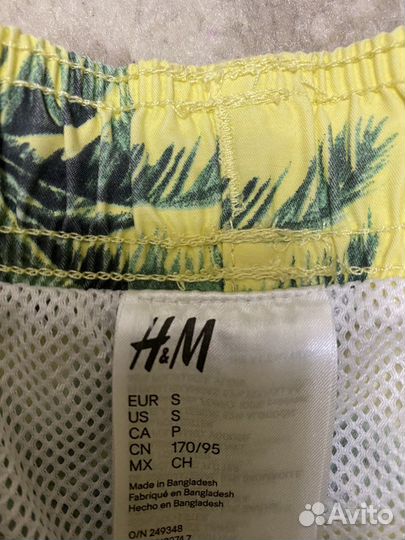 H&M
EUR S
US S
CA P
CN 170/95
MX CH
Made in Bangladesh
Fabriqué en Bangladesh
Hecho en Bangladesh
O/N 249348
Avito